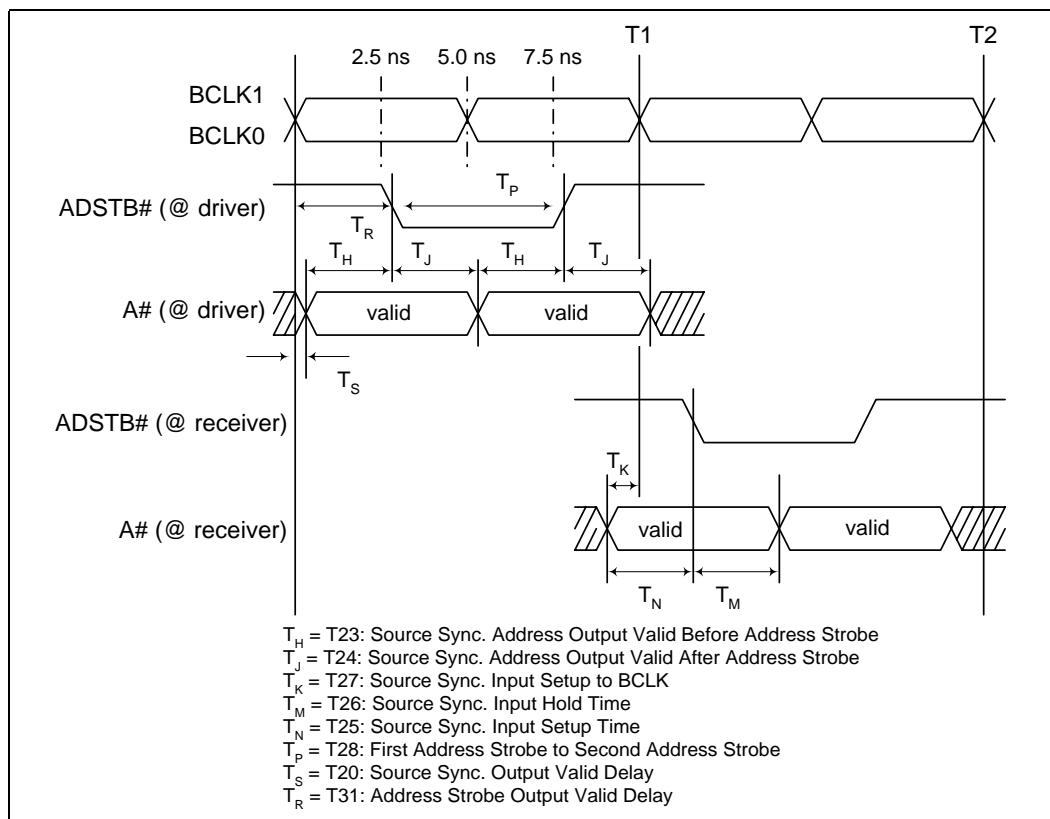 T1
T2
2.5 ns
5.0 ns
7.5 ns
BCLK1
BCLK0
T_P
ADSTB# (@ driver)
T_R
T_H
T_J
T_H
T_J
A# (@ driver)
valid
valid
T_S
ADSTB# (@ receiver)
T_K
A# (@ receiver)
valid
valid
T_N
T_M
T_H = T23: Source Sync. Address Output Valid Before Address Strobe
T_J = T24: Source Sync. Address Output Valid After Address Strobe
T_K = T27: Source Sync. Input Setup to BCLK
T_M = T26: Source Sync. Input Hold Time
T_N = T25: Source Sync. Input Setup Time
T_P = T28: First Address Strobe to Second Address Strobe
T_S = T20: Source Sync. Output Valid Delay
T_R = T31: Address Strobe Output Valid Delay